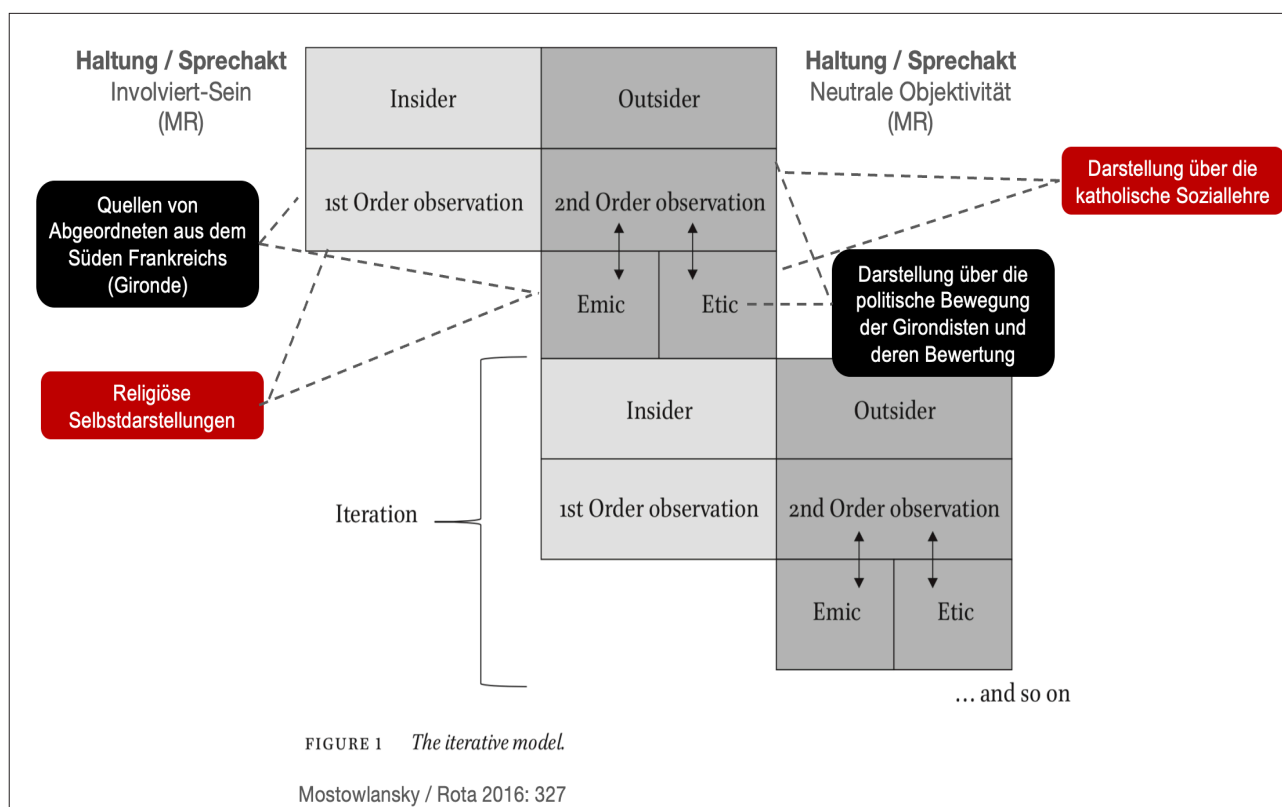 Haltung / Sprechakt
Involviert-Sein
(MR)
Insider
Outsider
Haltung / Sprechakt
Neutrale Objektivität
(MR)
Quellen von
Abgeordneten aus dem
Süden Frankreichs
(Gironde)
1st Order observation
2nd Order observation
Darstellung über die
katholische Soziallehre
Emic
Etic
Darstellung über die
politische Bewegung
der Girondisten und
deren Bewertung
Religiöse
Selbstdarstellungen
Insider
Outsider
Iteration
1st Order observation
2nd Order observation
Emic
Etic
... and so on
FIGURE 1 The iterative model.
Mostowlansky / Rota 2016: 327